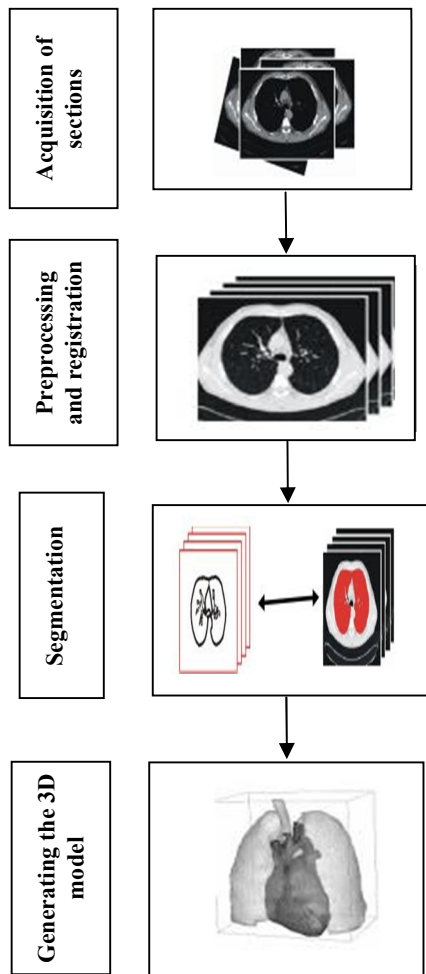 Acquisition of
sections
Preprocessing
and registration
Segmentation
Generating the 3D
model